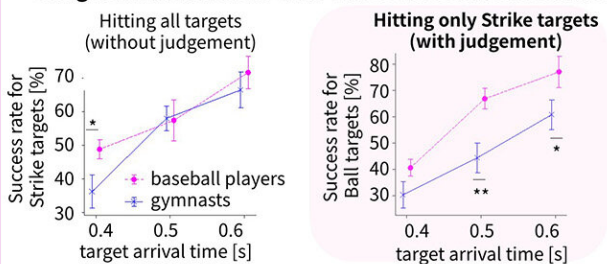 Hitting all targets
(without judgement)
Success rate for
Strike targets [%]
70
60
50
40
30
*
baseball players
gymnasts
0.4 0.5 0.6
target arrival time [s]
Hitting only Strike targets
(with judgement)
Success rate for
Ball targets [%]
80
70
60
50
40
30
**
*
0.4 0.5 0.6
target arrival time [s]